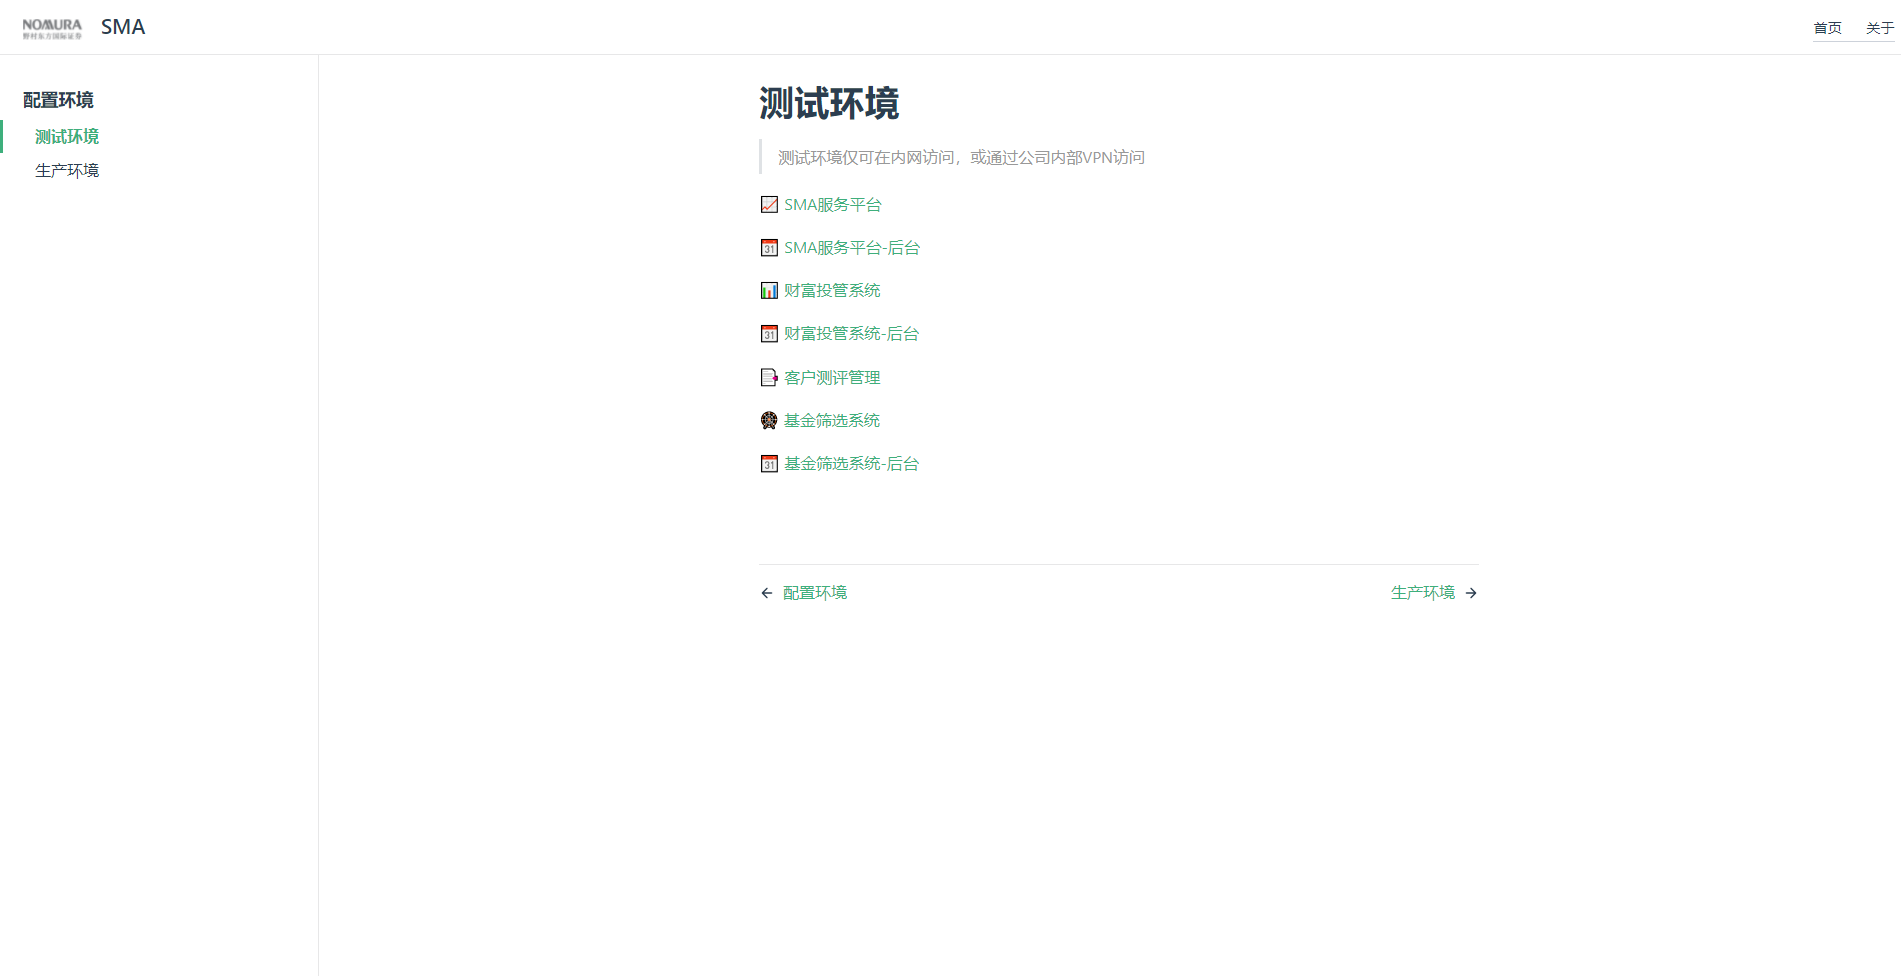 NOMURA
野村东方国际证券
SMA
首页
关于
配置环境
测试环境
生产环境
测试环境
测试环境仅可在内网访问，或通过公司内部VPN访问
SMA服务平台
31 SMA服务平台-后台
财富投管系统
31 财富投管系统-后台
客户测评管理
基金筛选系统
31 基金筛选系统-后台
← 配置环境
生产环境 →